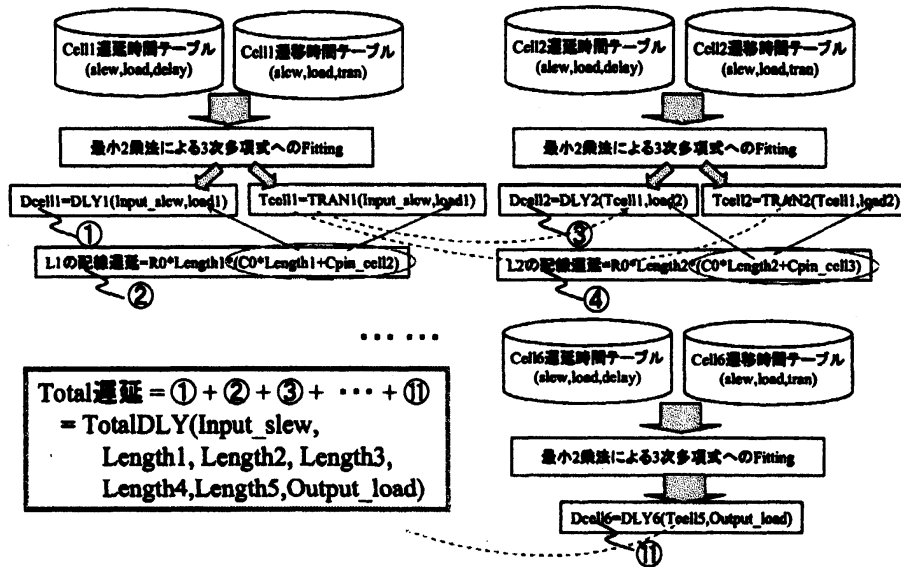 Cell1遅延時間テーブル
(slew,load,delay)
Cell1遷移時間テーブル
(slew,load,tran)
最小2乗法による3次多項式へのFitting
Dcell1=DLY1(Input_slew,load1)
Tcell1=TRAN1(Input_slew,load1)
①
L1の配線遅延=R0*Length1*(C0*Length1+Cpin_cell2)
②
Cell2遅延時間テーブル
(slew,load,delay)
Cell2遷移時間テーブル
(slew,load,tran)
最小2乗法による3次多項式へのFitting
Dcell2=DLY2(Tcell1,load2)
Tcell2=TRAN2(Tcell1,load2)
③
L2の配線遅延=R0*Length2*(C0*Length2+Cpin_cell3)
④
・・・ ・・・
Cell6遅延時間テーブル
(slew,load,delay)
Cell6遷移時間テーブル
(slew,load,tran)
最小2乗法による3次多項式へのFitting
Dcell6=DLY6(Tcell5,Output_load)
⑪
Total遅延 = ① + ② + ③ + ・・・ + ⑪
= TotalDLY(Input_slew,
Length1, Length2, Length3,
Length4,Length5,Output_load)